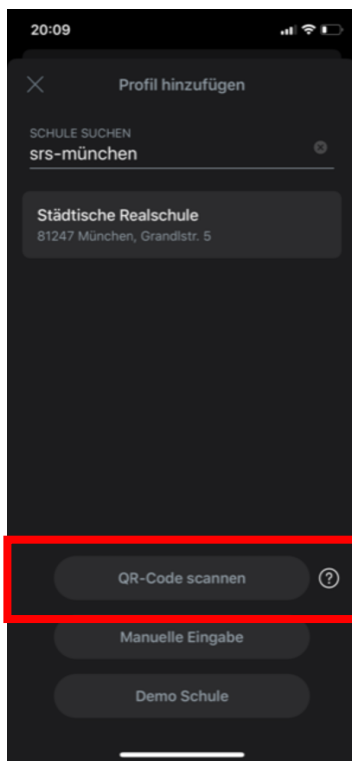 20:09
Profil hinzufügen
SCHULE SUCHEN
srs-münchen
Städtische Realschule
81247 München, Grandlstr. 5
QR-Code scannen
?
Manuelle Eingabe
Demo Schule